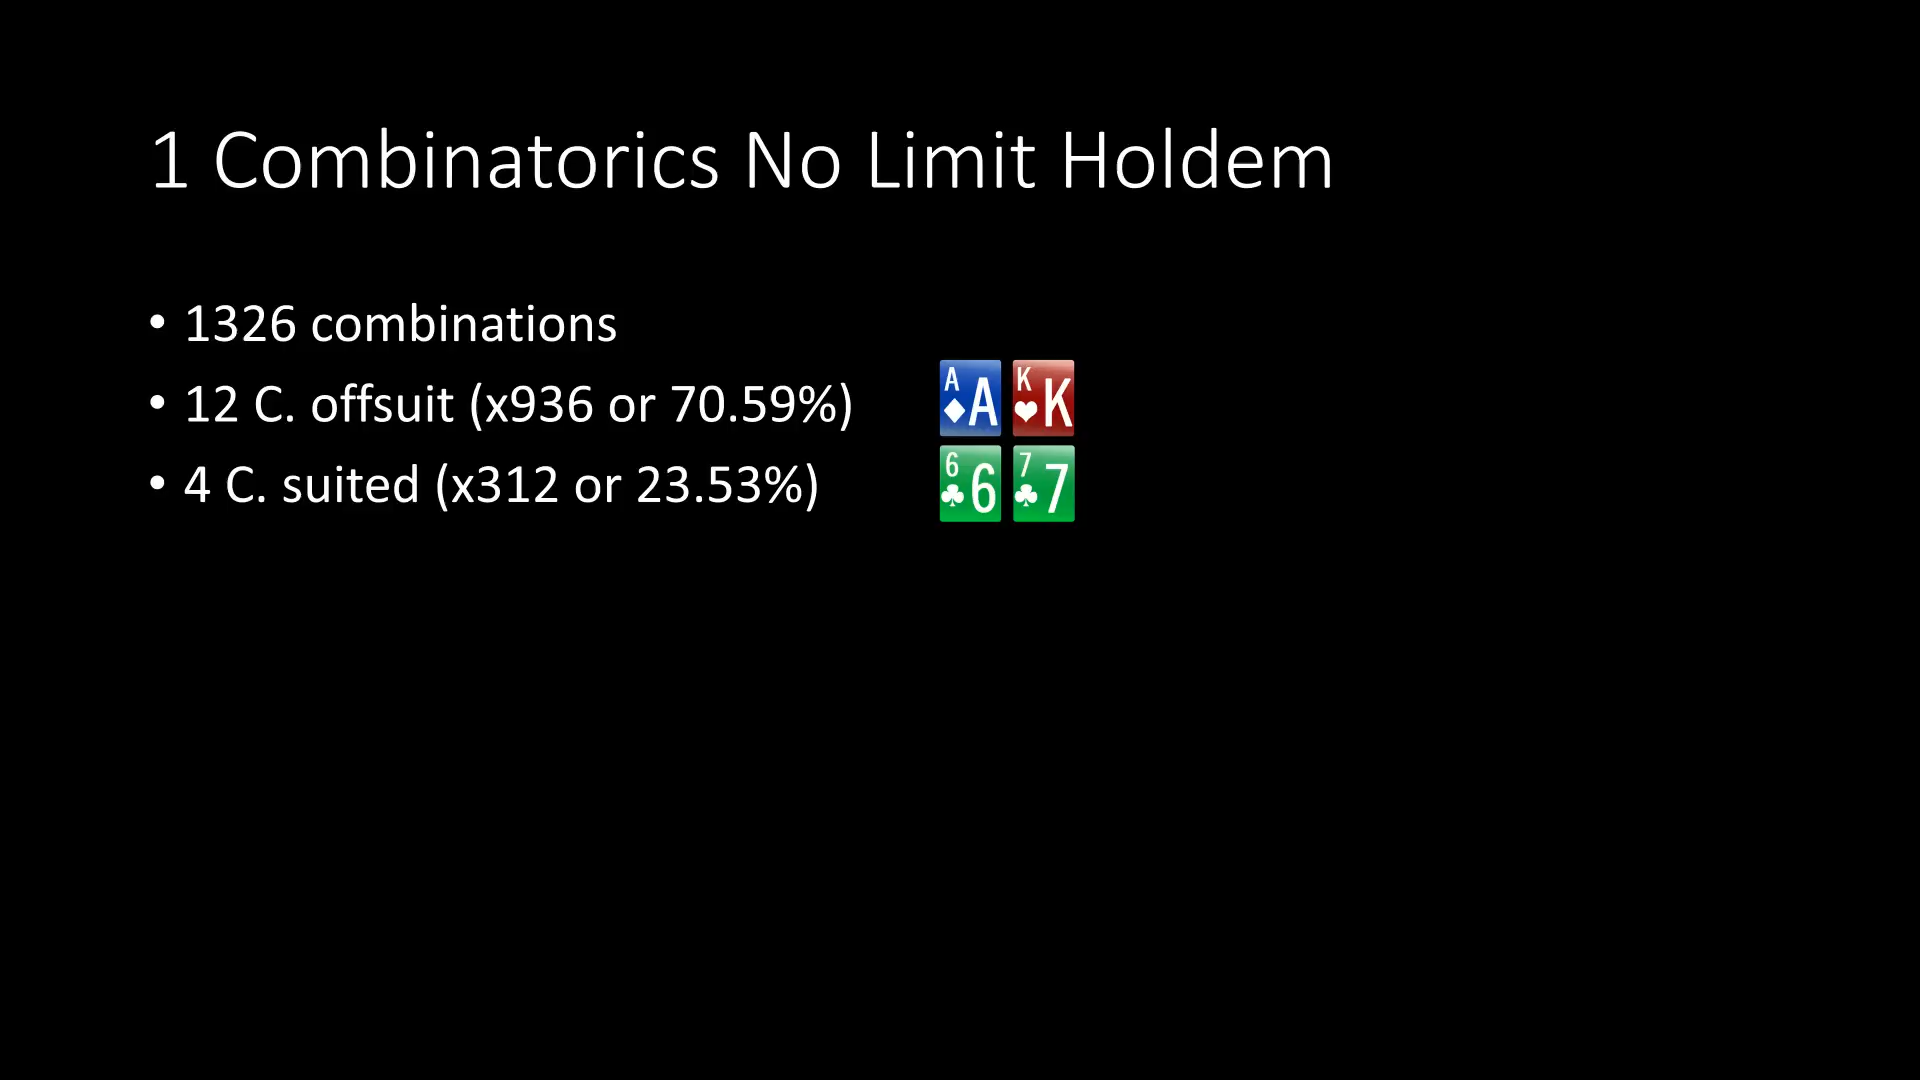 1 Combinatorics No Limit Holdem
• 1326 combinations
• 12 C. offsuit (x936 or 70.59%)
A A K K
• 4 C. suited (x312 or 23.53%)
6 6 7 7